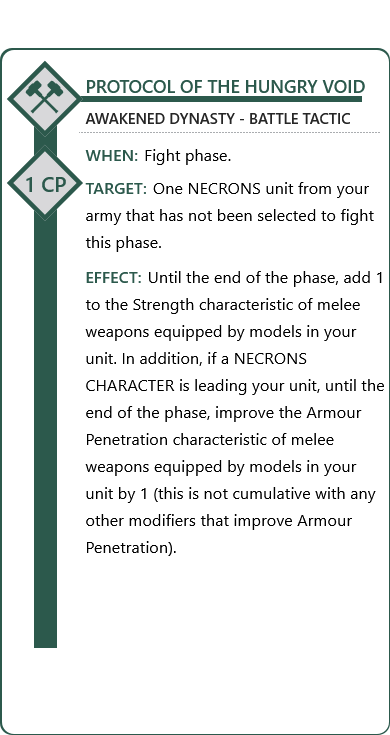 PROTOCOL OF THE HUNGRY VOID
AWAKENED DYNASTY - BATTLE TACTIC
1 CP
WHEN: Fight phase.
TARGET: One NECRONS unit from your
army that has not been selected to fight
this phase.
EFFECT: Until the end of the phase, add 1
to the Strength characteristic of melee
weapons equipped by models in your
unit. In addition, if a NECRONS
CHARACTER is leading your unit, until the
end of the phase, improve the Armour
Penetration characteristic of melee
weapons equipped by models in your
unit by 1 (this is not cumulative with any
other modifiers that improve Armour
Penetration).